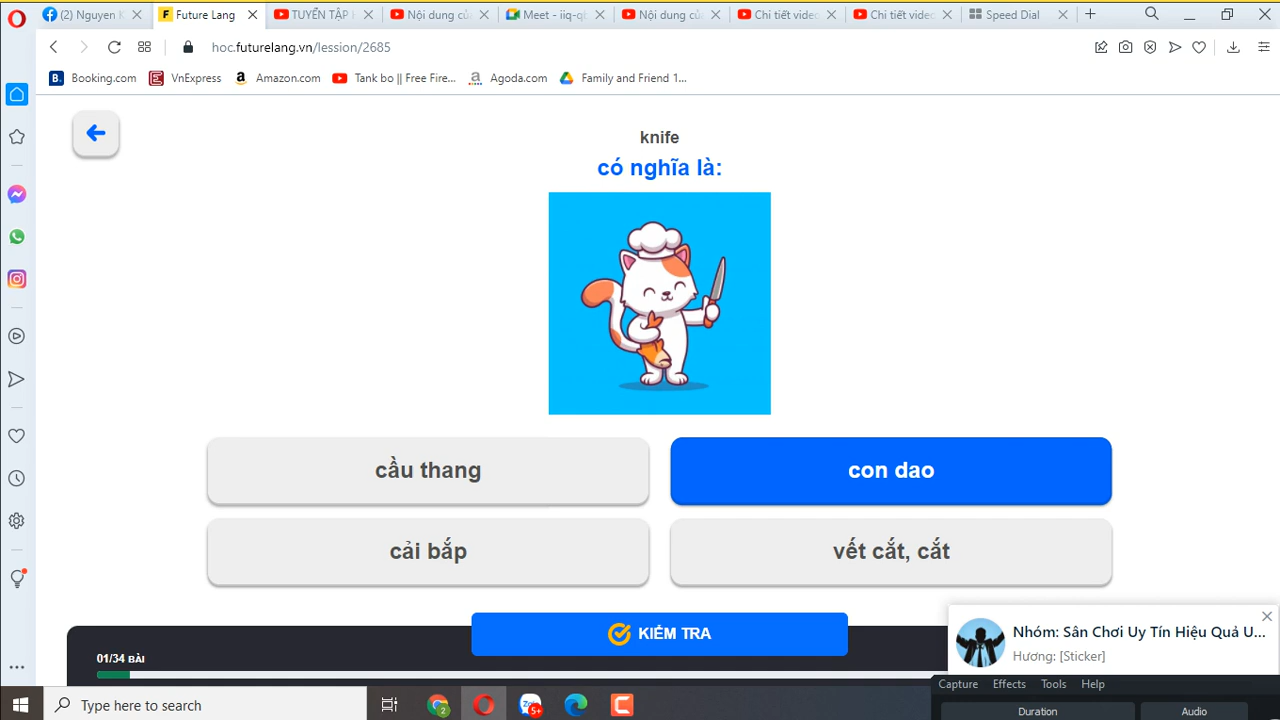 (2) Nguyen K
Future Lang
TUYỂN TẬP
Nội dung củ
Meet - iiq-qb
Nội dung củ
Chi tiết video
Chi tiết video
Speed Dial
hoc.futurelang.vn/lession/2685
B. Booking.com
VnExpress
Amazon.com
Tank bo || Free Fire...
Agoda.com
Family and Friend 1...
knife
có nghĩa là:
cầu thang
con dao
cải bắp
vết cắt, cắt
KIỂM TRA
01/34 BÀI
Nhóm: Sân Chơi Uy Tín Hiệu Quả U...
Hương: [Sticker]
Capture Effects Tools Help
Duration Audio
Type here to search
2
Zalo
5+